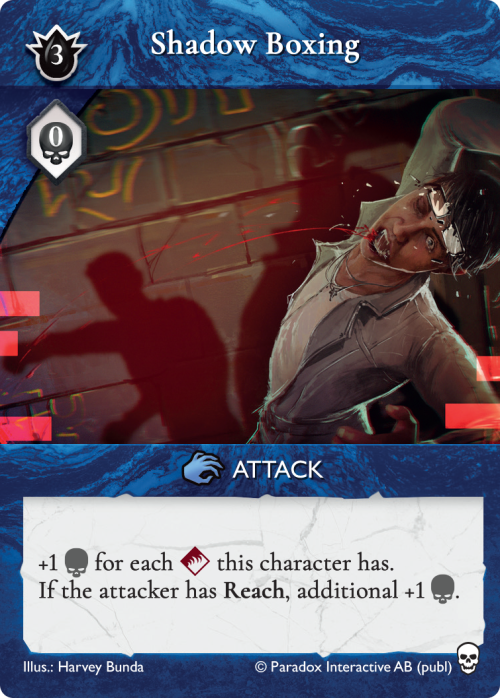 Shadow Boxing
3
0
ATTACK
+1 for each this character has.
If the attacker has Reach, additional +1 .
Illus.: Harvey Bunda © Paradox Interactive AB (publ)